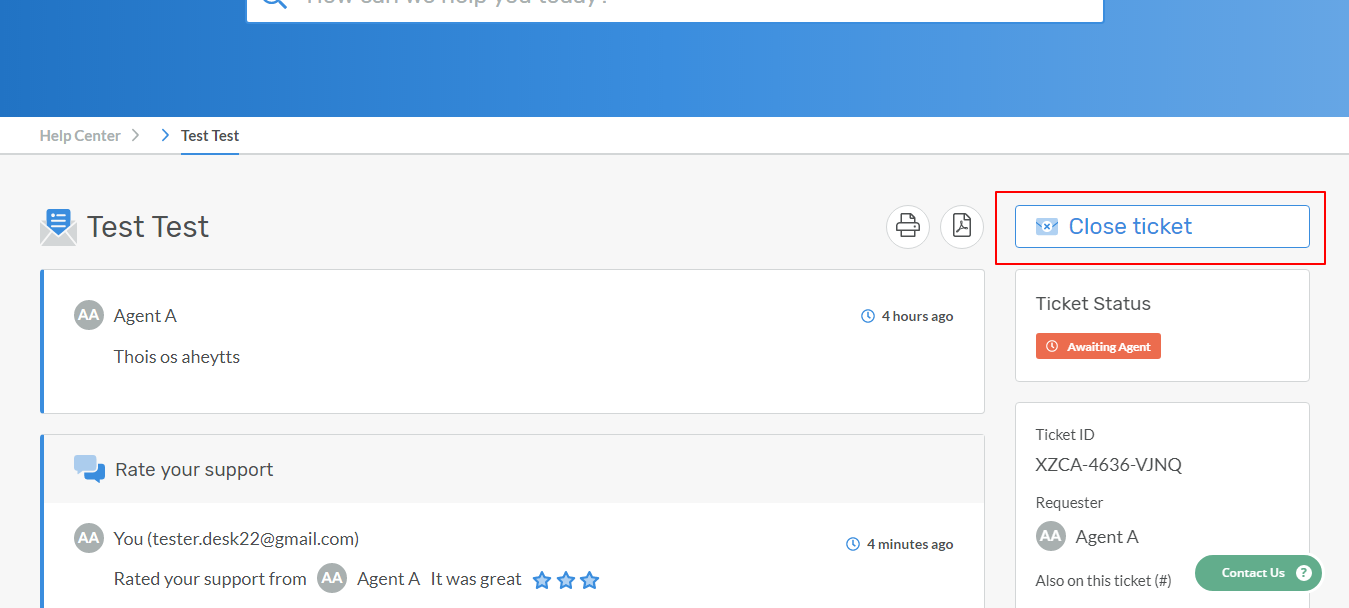 How can we help you today?
Help Center
Test Test
Test Test
Close ticket
AA Agent A
4 hours ago
Thois os aheytts
Ticket Status
Awaiting Agent
Rate your support
AA You (tester.desk22@gmail.com)
4 minutes ago
Rated your support from AA Agent A It was great
Ticket ID
XZCA-4636-VJNQ
Requester
AA Agent A
Also on this ticket (#)
Contact Us ?